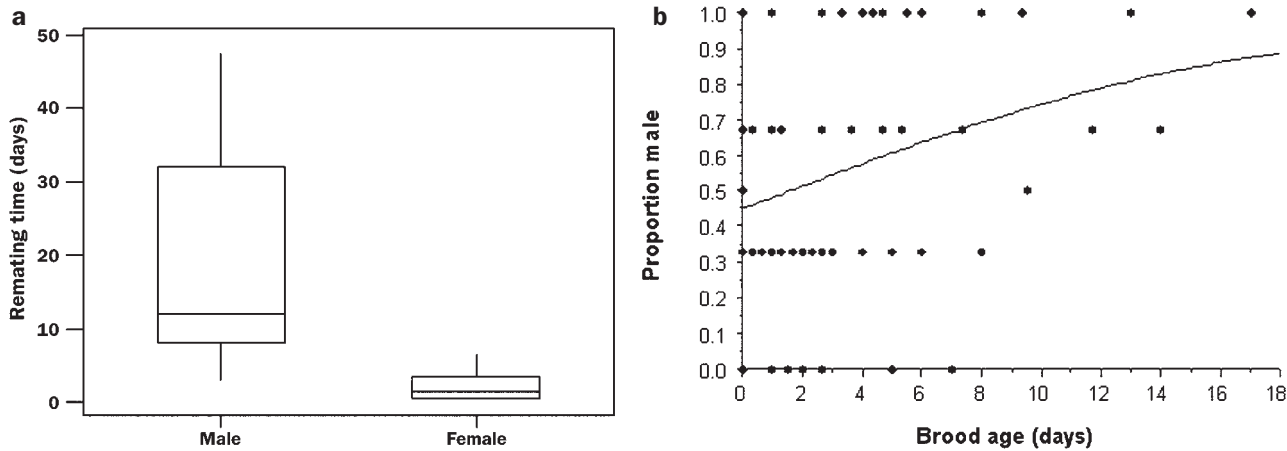 a
50
40
30
20
10
0
Remating time (days)
Male Female
b
1.0
0.9
0.8
0.7
0.6
0.5
0.4
0.3
0.2
0.1
0.0
Proportion male
0 2 4 6 8 10 12 14 16 18
Brood age (days)